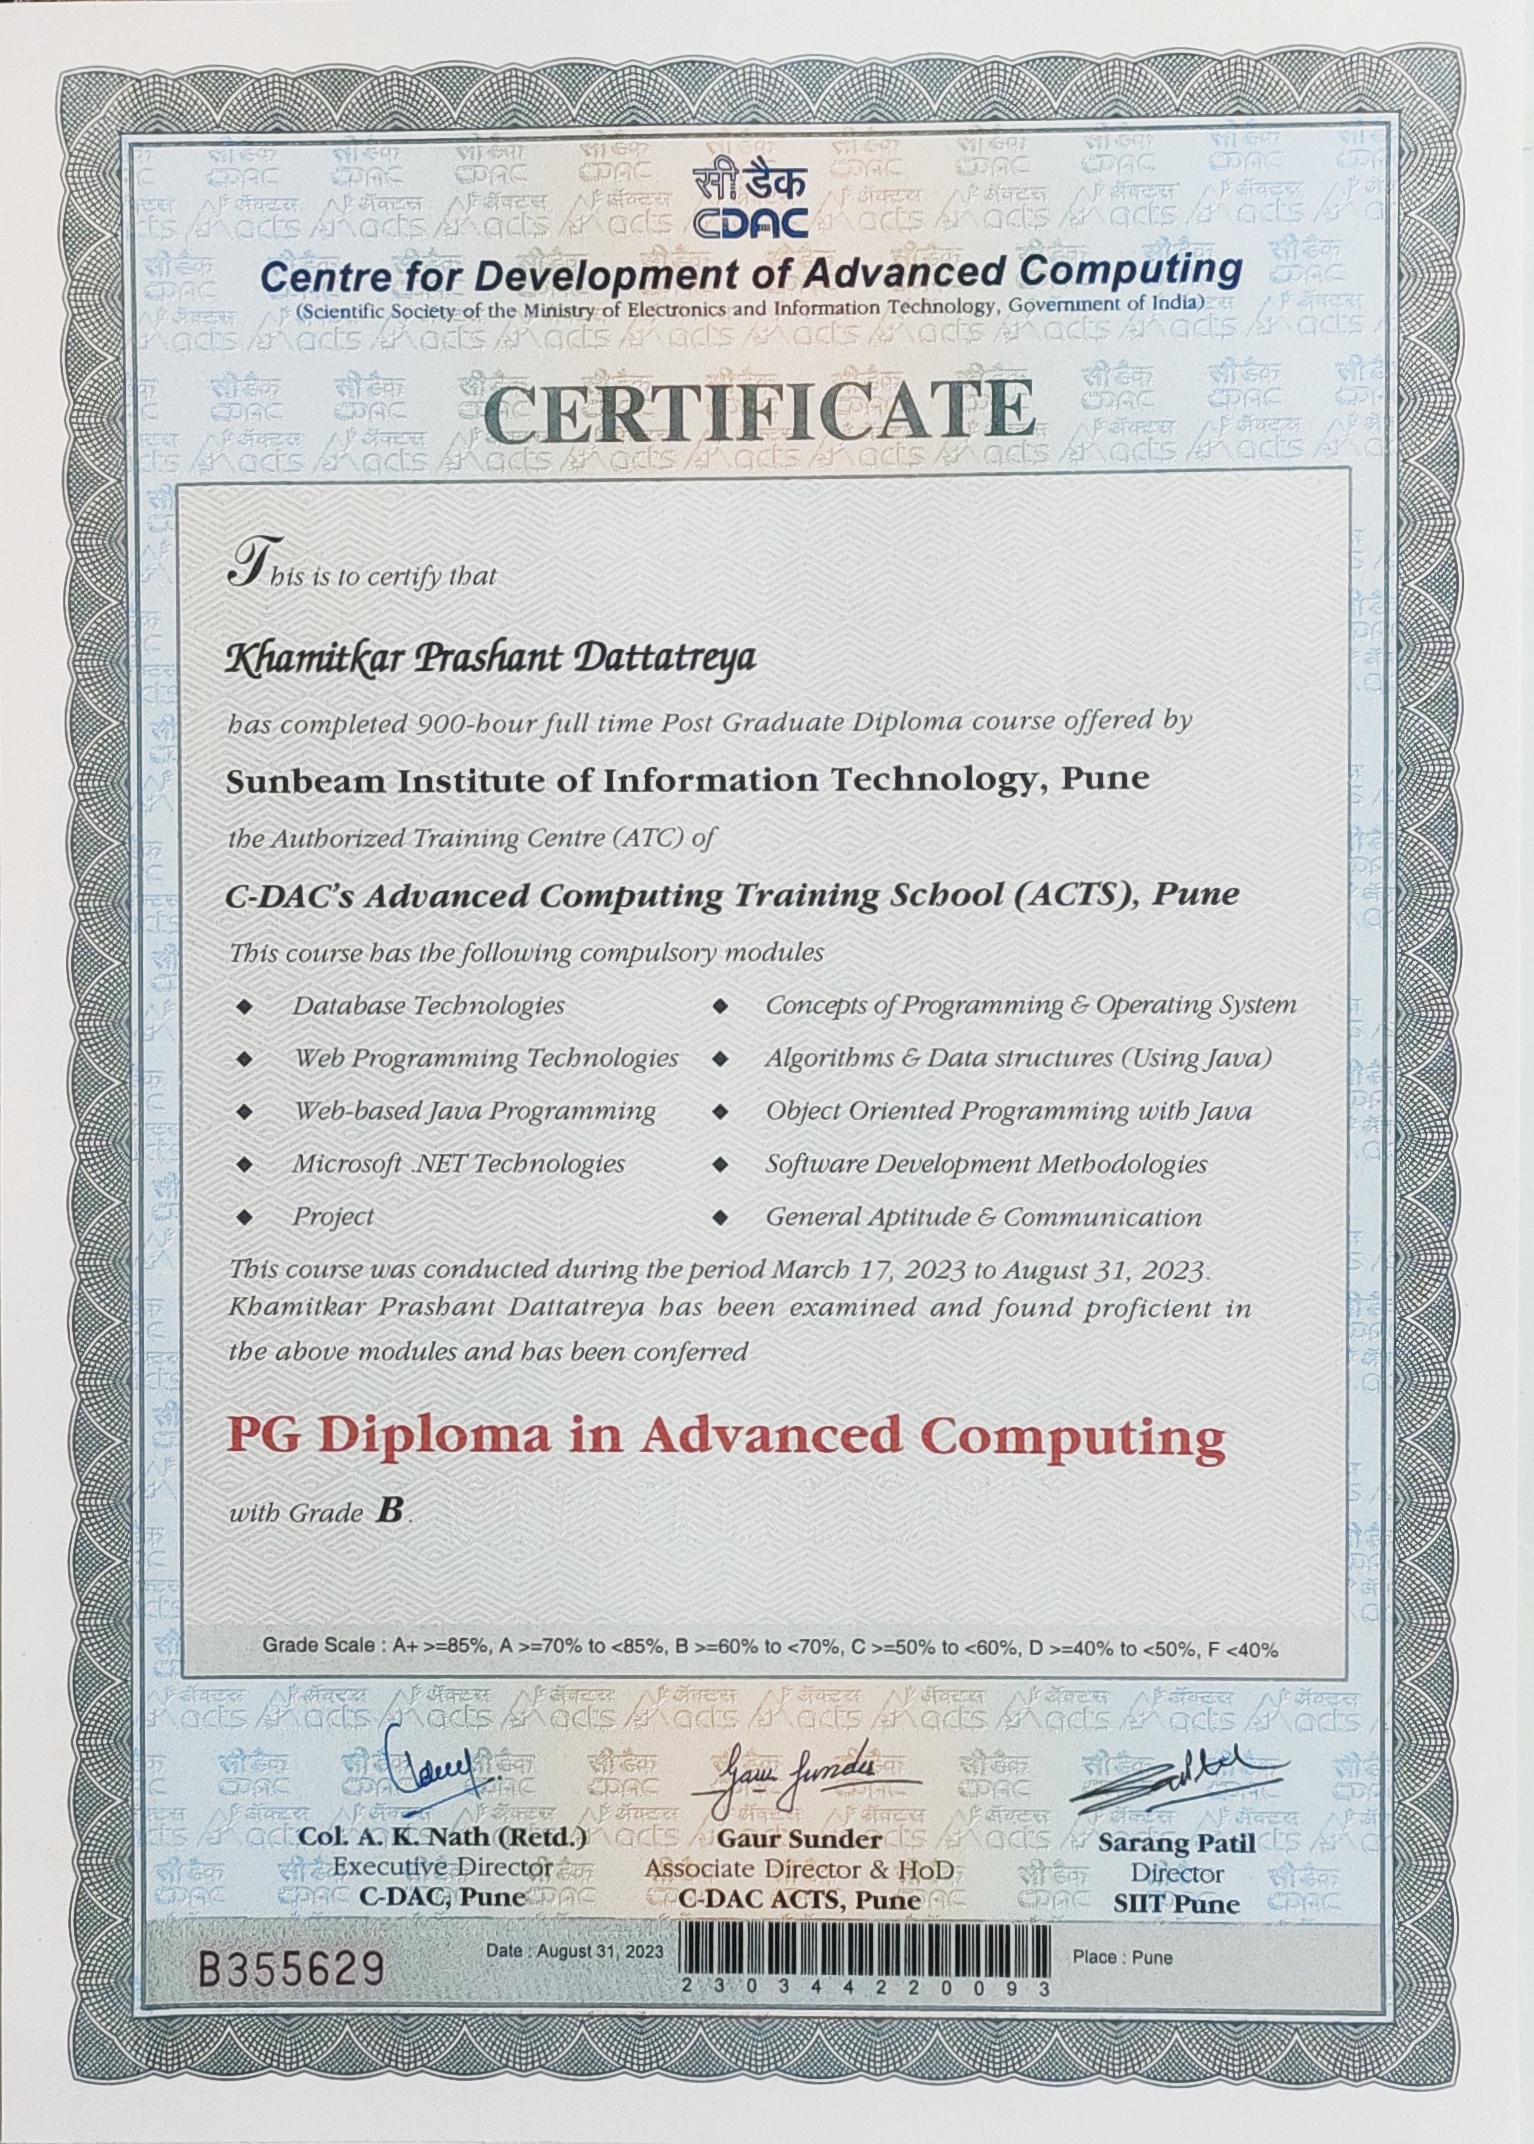 सी डैक
CDAC
Centre for Development of Advanced Computing
(Scientific Society of the Ministry of Electronics and Information Technology, Government of India)
CERTIFICATE
This is to certify that
Khamitkar Prashant Dattatreya
has completed 900-hour full time Post Graduate Diploma course offered by
Sunbeam Institute of Information Technology, Pune
the Authorized Training Centre (ATC) of
C-DAC's Advanced Computing Training School (ACTS), Pune
This course has the following compulsory modules
◆ Database Technologies ◆ Concepts of Programming & Operating System
◆ Web Programming Technologies ◆ Algorithms & Data structures (Using Java)
◆ Web-based Java Programming ◆ Object Oriented Programming with Java
◆ Microsoft .NET Technologies ◆ Software Development Methodologies
◆ Project ◆ General Aptitude & Communication
This course was conducted during the period March 17, 2023 to August 31, 2023.
Khamitkar Prashant Dattatreya has been examined and found proficient in
the above modules and has been conferred
PG Diploma in Advanced Computing
with Grade B.
Grade Scale : A+ >=85%, A >=70% to <85%, B >=60% to <70%, C >=50% to <60%, D >=40% to <50%, F <40%
Gaur Sunder
Col. A. K. Nath (Retd.) Gaur Sunder Sarang Patil
Executive Director Associate Director & HoD Director
C-DAC, Pune C-DAC ACTS, Pune SIIT Pune
B355629 Date : August 31, 2023 Place : Pune
230344220093